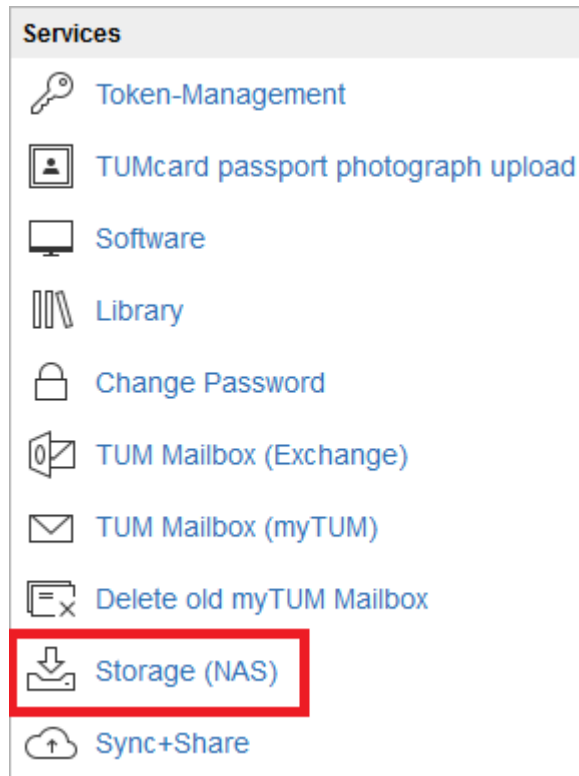 Services
Token-Management
TUMcard passport photograph upload
Software
Library
Change Password
TUM Mailbox (Exchange)
TUM Mailbox (myTUM)
Delete old myTUM Mailbox
Storage (NAS)
Sync+Share